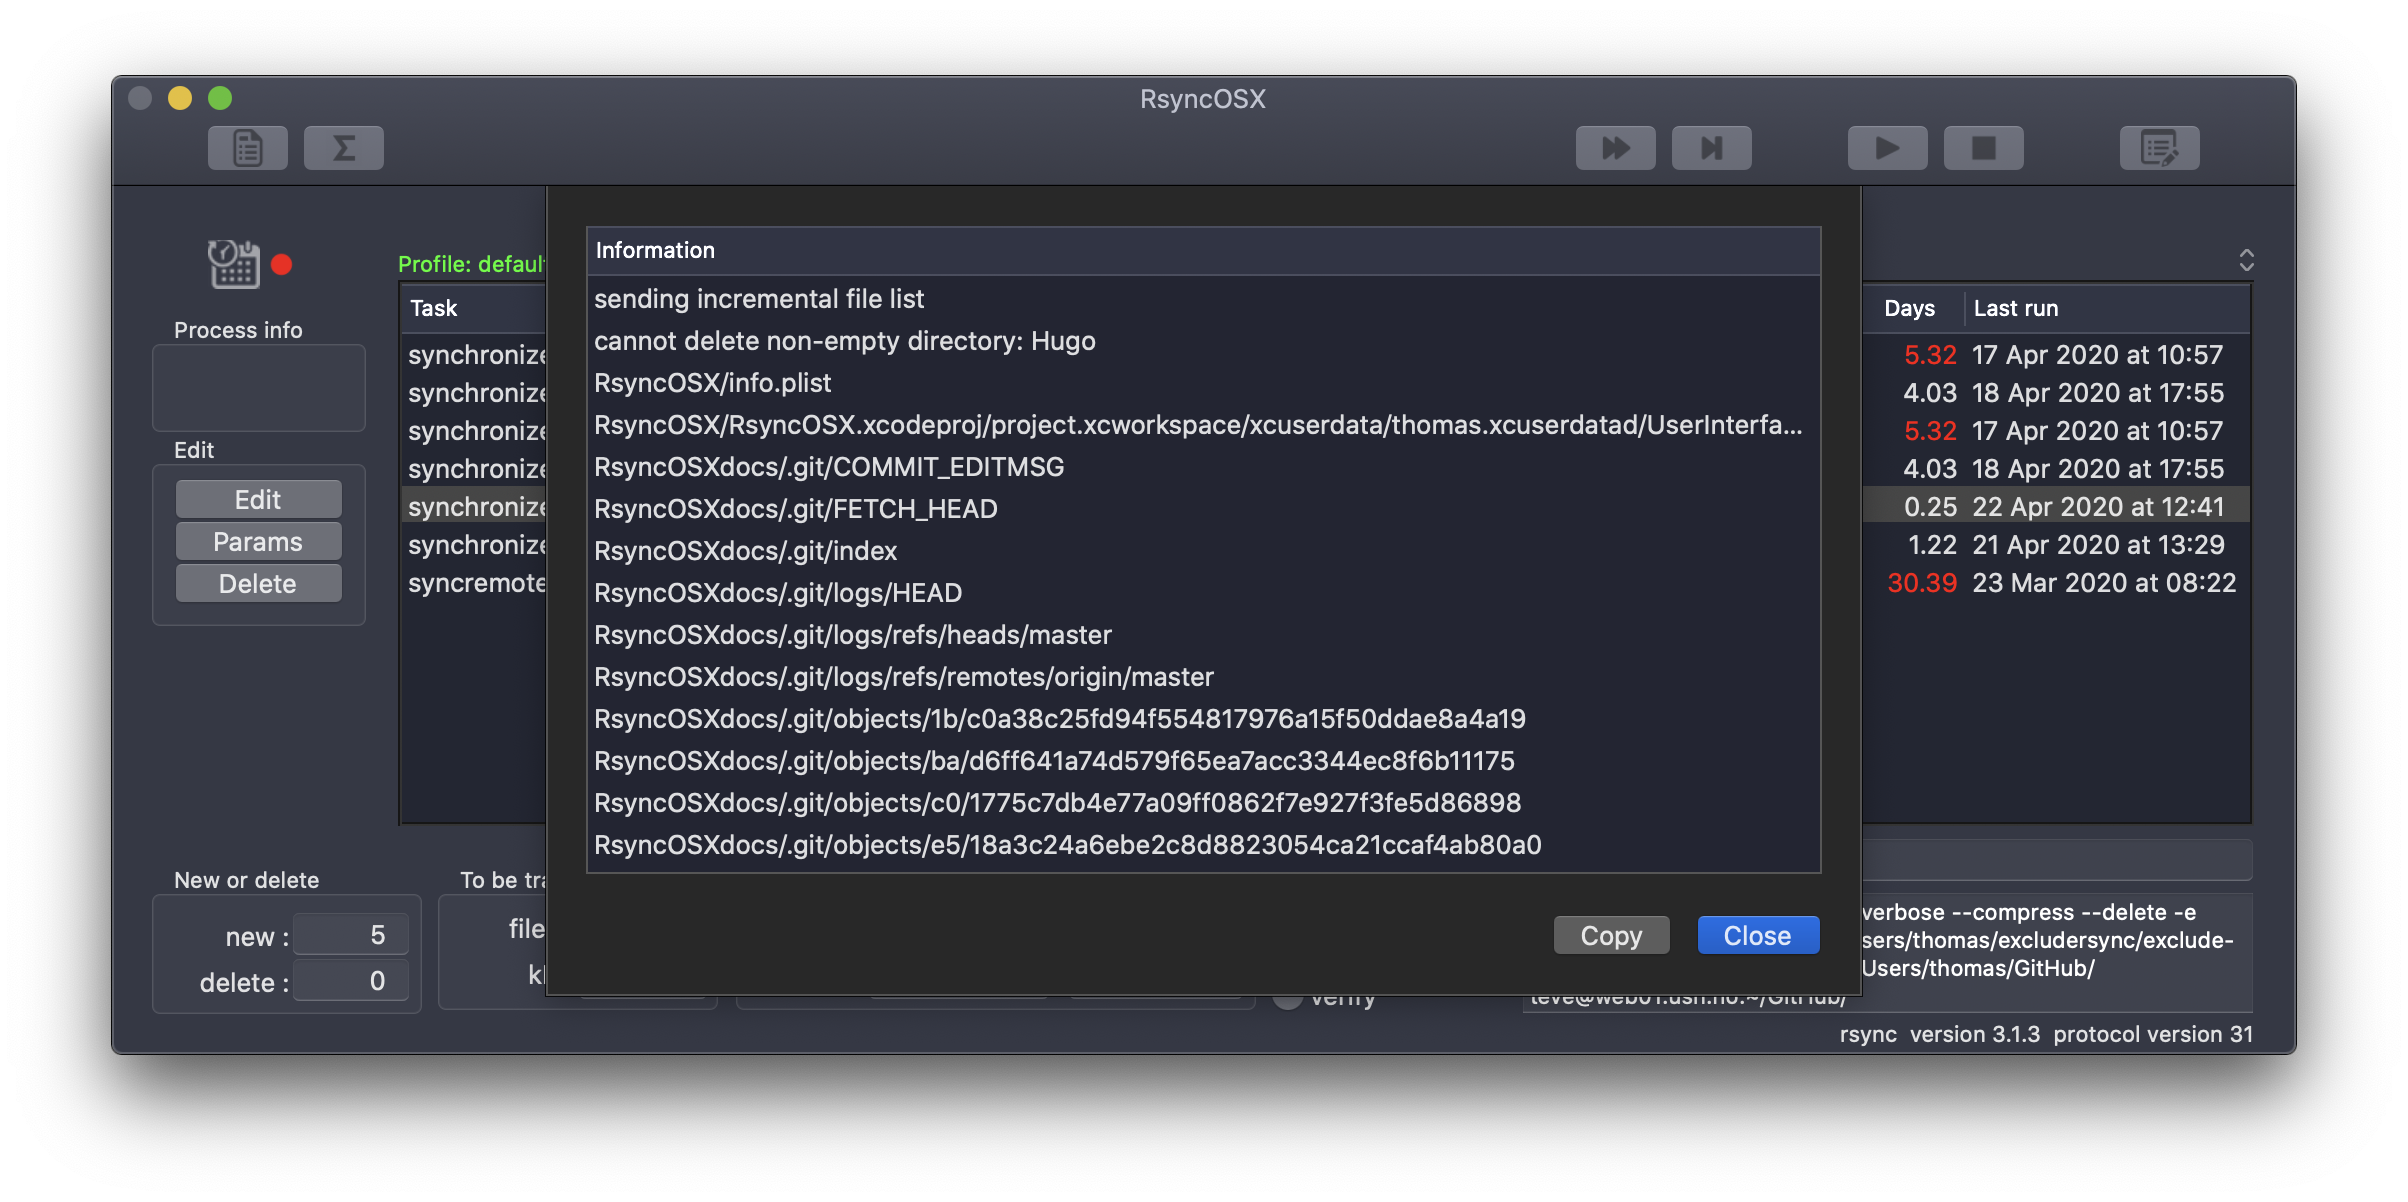 RsyncOSX
Profile: default
Process info
Edit
Edit
Params
Delete
Task
synchronize
synchronize
synchronize
synchronize
synchronize
synchronize
syncremote
Information
sending incremental file list
cannot delete non-empty directory: Hugo
RsyncOSX/info.plist
RsyncOSX/RsyncOSX.xcodeproj/project.xcworkspace/xcuserdata/thomas.xcuserdatad/UserInterfa...
RsyncOSXdocs/.git/COMMIT_EDITMSG
RsyncOSXdocs/.git/FETCH_HEAD
RsyncOSXdocs/.git/index
RsyncOSXdocs/.git/logs/HEAD
RsyncOSXdocs/.git/logs/refs/heads/master
RsyncOSXdocs/.git/logs/refs/remotes/origin/master
RsyncOSXdocs/.git/objects/1b/c0a38c25fd94f554817976a15f50ddae8a4a19
RsyncOSXdocs/.git/objects/ba/d6ff641a74d579f65ea7acc3344ec8f6b11175
RsyncOSXdocs/.git/objects/c0/1775c7db4e77a09ff0862f7e927f3fe5d86898
RsyncOSXdocs/.git/objects/e5/18a3c24a6ebe2c8d8823054ca21ccaf4ab80a0
Copy
Close
Days Last run
5.32 17 Apr 2020 at 10:57
4.03 18 Apr 2020 at 17:55
5.32 17 Apr 2020 at 10:57
4.03 18 Apr 2020 at 17:55
0.25 22 Apr 2020 at 12:41
1.22 21 Apr 2020 at 13:29
30.39 23 Mar 2020 at 08:22
New or delete
new : 5
delete : 0
To be tra
file
verify
verbose --compress --delete -e
sers/thomas/excludersync/exclude-
Users/thomas/GitHub/
rsync version 3.1.3 protocol version 31